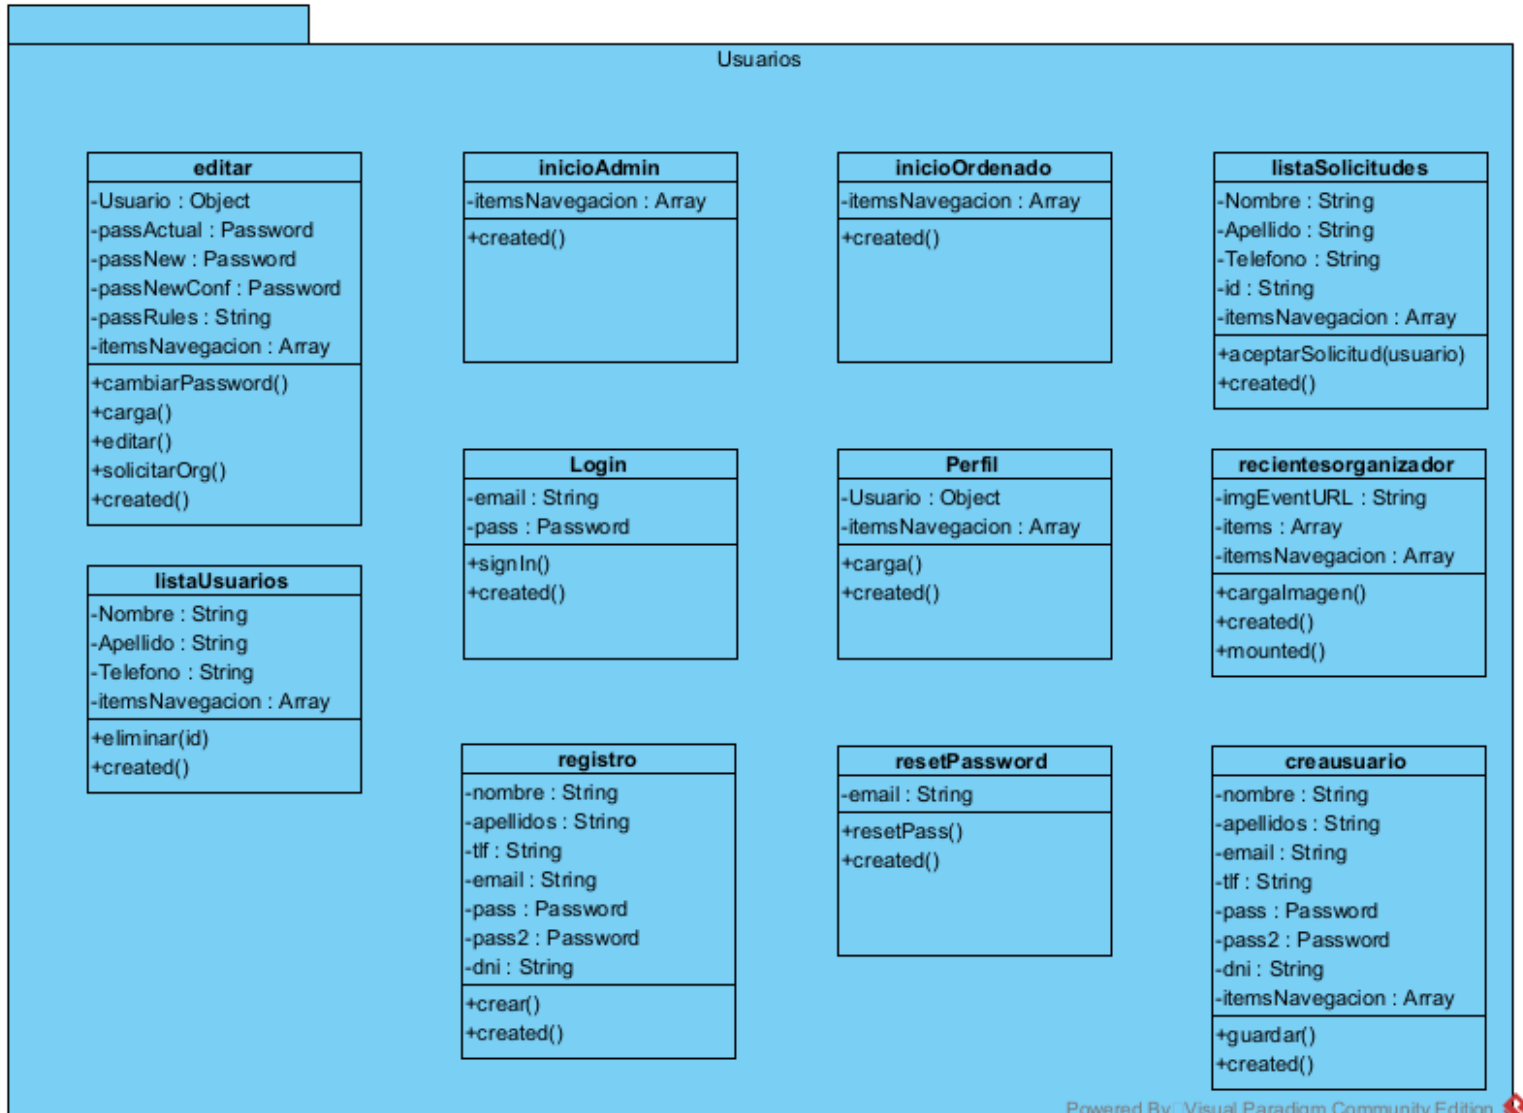 Usuarios
editar
-Usuario : Object
-passActual : Password
-passNew : Password
-passNewConf : Password
-passRules : String
-itemsNavegacion : Array
+cambiarPassword()
+carga()
+editar()
+solicitarOrg()
+created()
inicioAdmin
-itemsNavegacion : Array
+created()
inicioOrdenado
-itemsNavegacion : Array
+created()
listaSolicitudes
-Nombre : String
-Apellido : String
-Telefono : String
-id : String
-itemsNavegacion : Array
+aceptarSolicitud(usuario)
+created()
Login
-email : String
-pass : Password
+signIn()
+created()
Perfil
-Usuario : Object
-itemsNavegacion : Array
+carga()
+created()
recientesorganizador
-imgEventURL : String
-items : Array
-itemsNavegacion : Array
+cargaImagen()
+created()
+mounted()
listaUsuarios
-Nombre : String
-Apellido : String
-Telefono : String
-itemsNavegacion : Array
+eliminar(id)
+created()
registro
-nombre : String
-apellidos : String
-tlf : String
-email : String
-pass : Password
-pass2 : Password
-dni : String
+crear()
+created()
resetPassword
-email : String
+resetPass()
+created()
creausuario
-nombre : String
-apellidos : String
-email : String
-tlf : String
-pass : Password
-pass2 : Password
-dni : String
-itemsNavegacion : Array
+guardar()
+created()
Powered By Visual Paradigm Community Edition